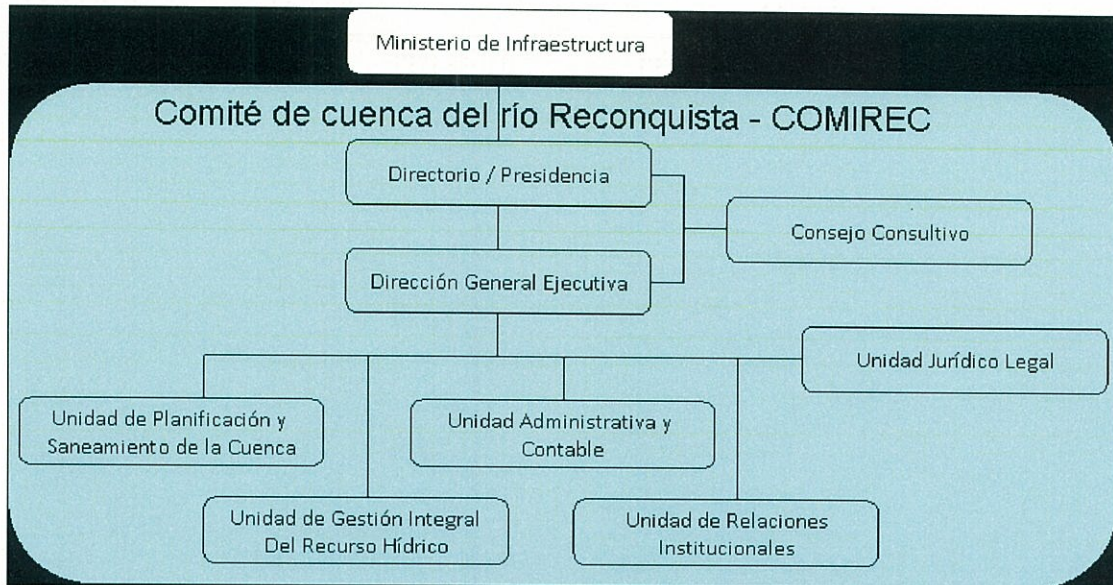 Ministerio de Infraestructura
Comité de cuenca del río Reconquista - COMIREC
Directorio / Presidencia
Consejo Consultivo
Dirección General Ejecutiva
Unidad Jurídico Legal
Unidad de Planificación y
Saneamiento de la Cuenca
Unidad Administrativa y
Contable
Unidad de Gestión Integral
Del Recurso Hídrico
Unidad de Relaciones
Institucionales